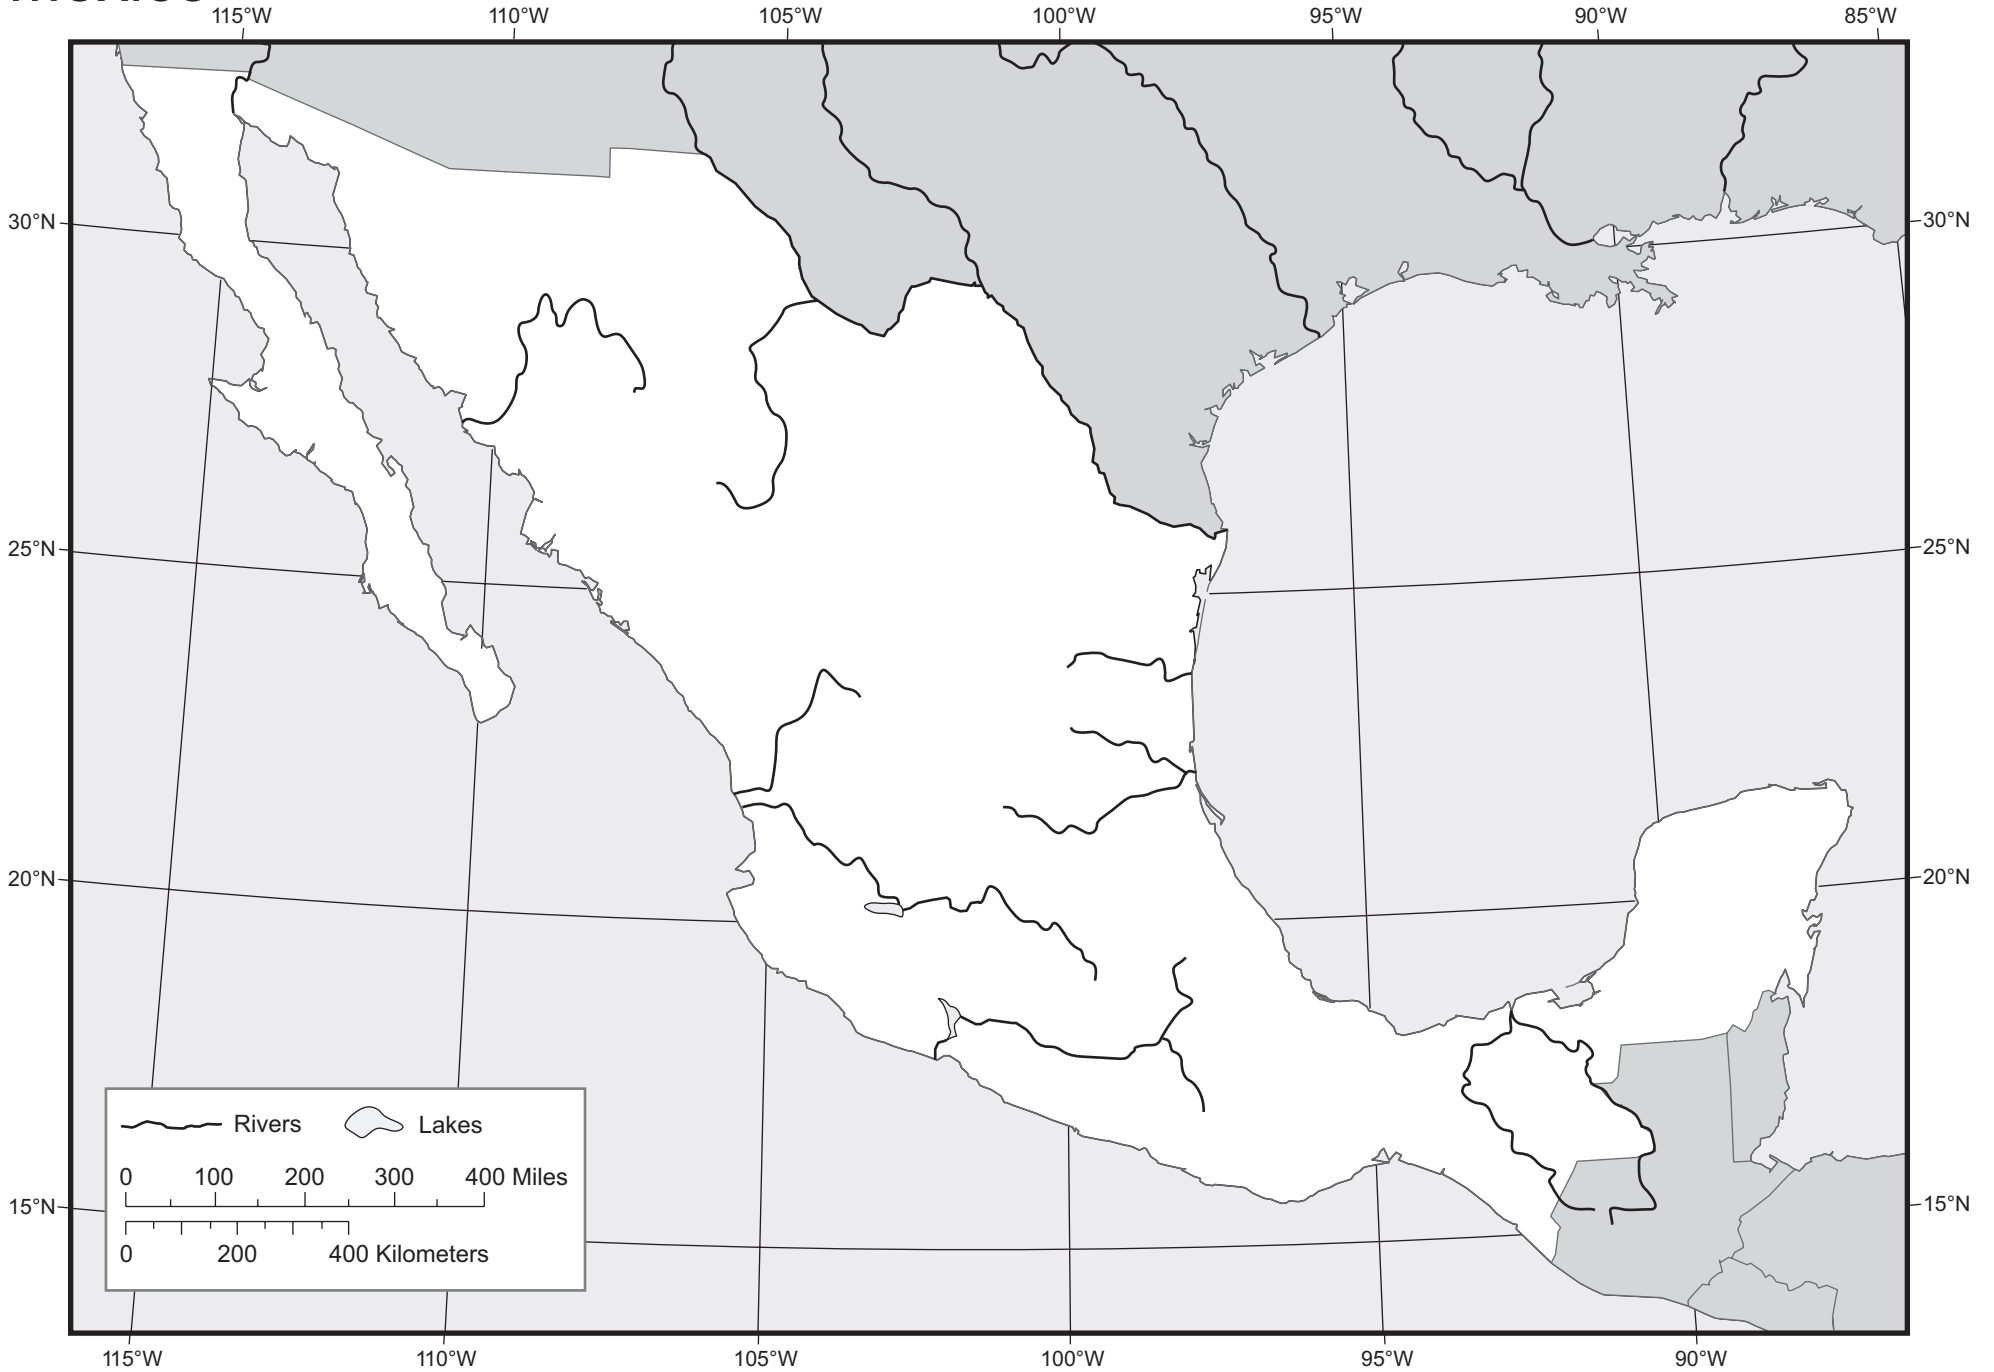 115°W 110°W 105°W 100°W 95°W 90°W 85°W
30°N 30°N
25°N 25°N
20°N 20°N
Rivers Lakes
0 100 200 300 400 Miles
15°N 15°N
0 200 400 Kilometers
115°W 110°W 105°W 100°W 95°W 90°W